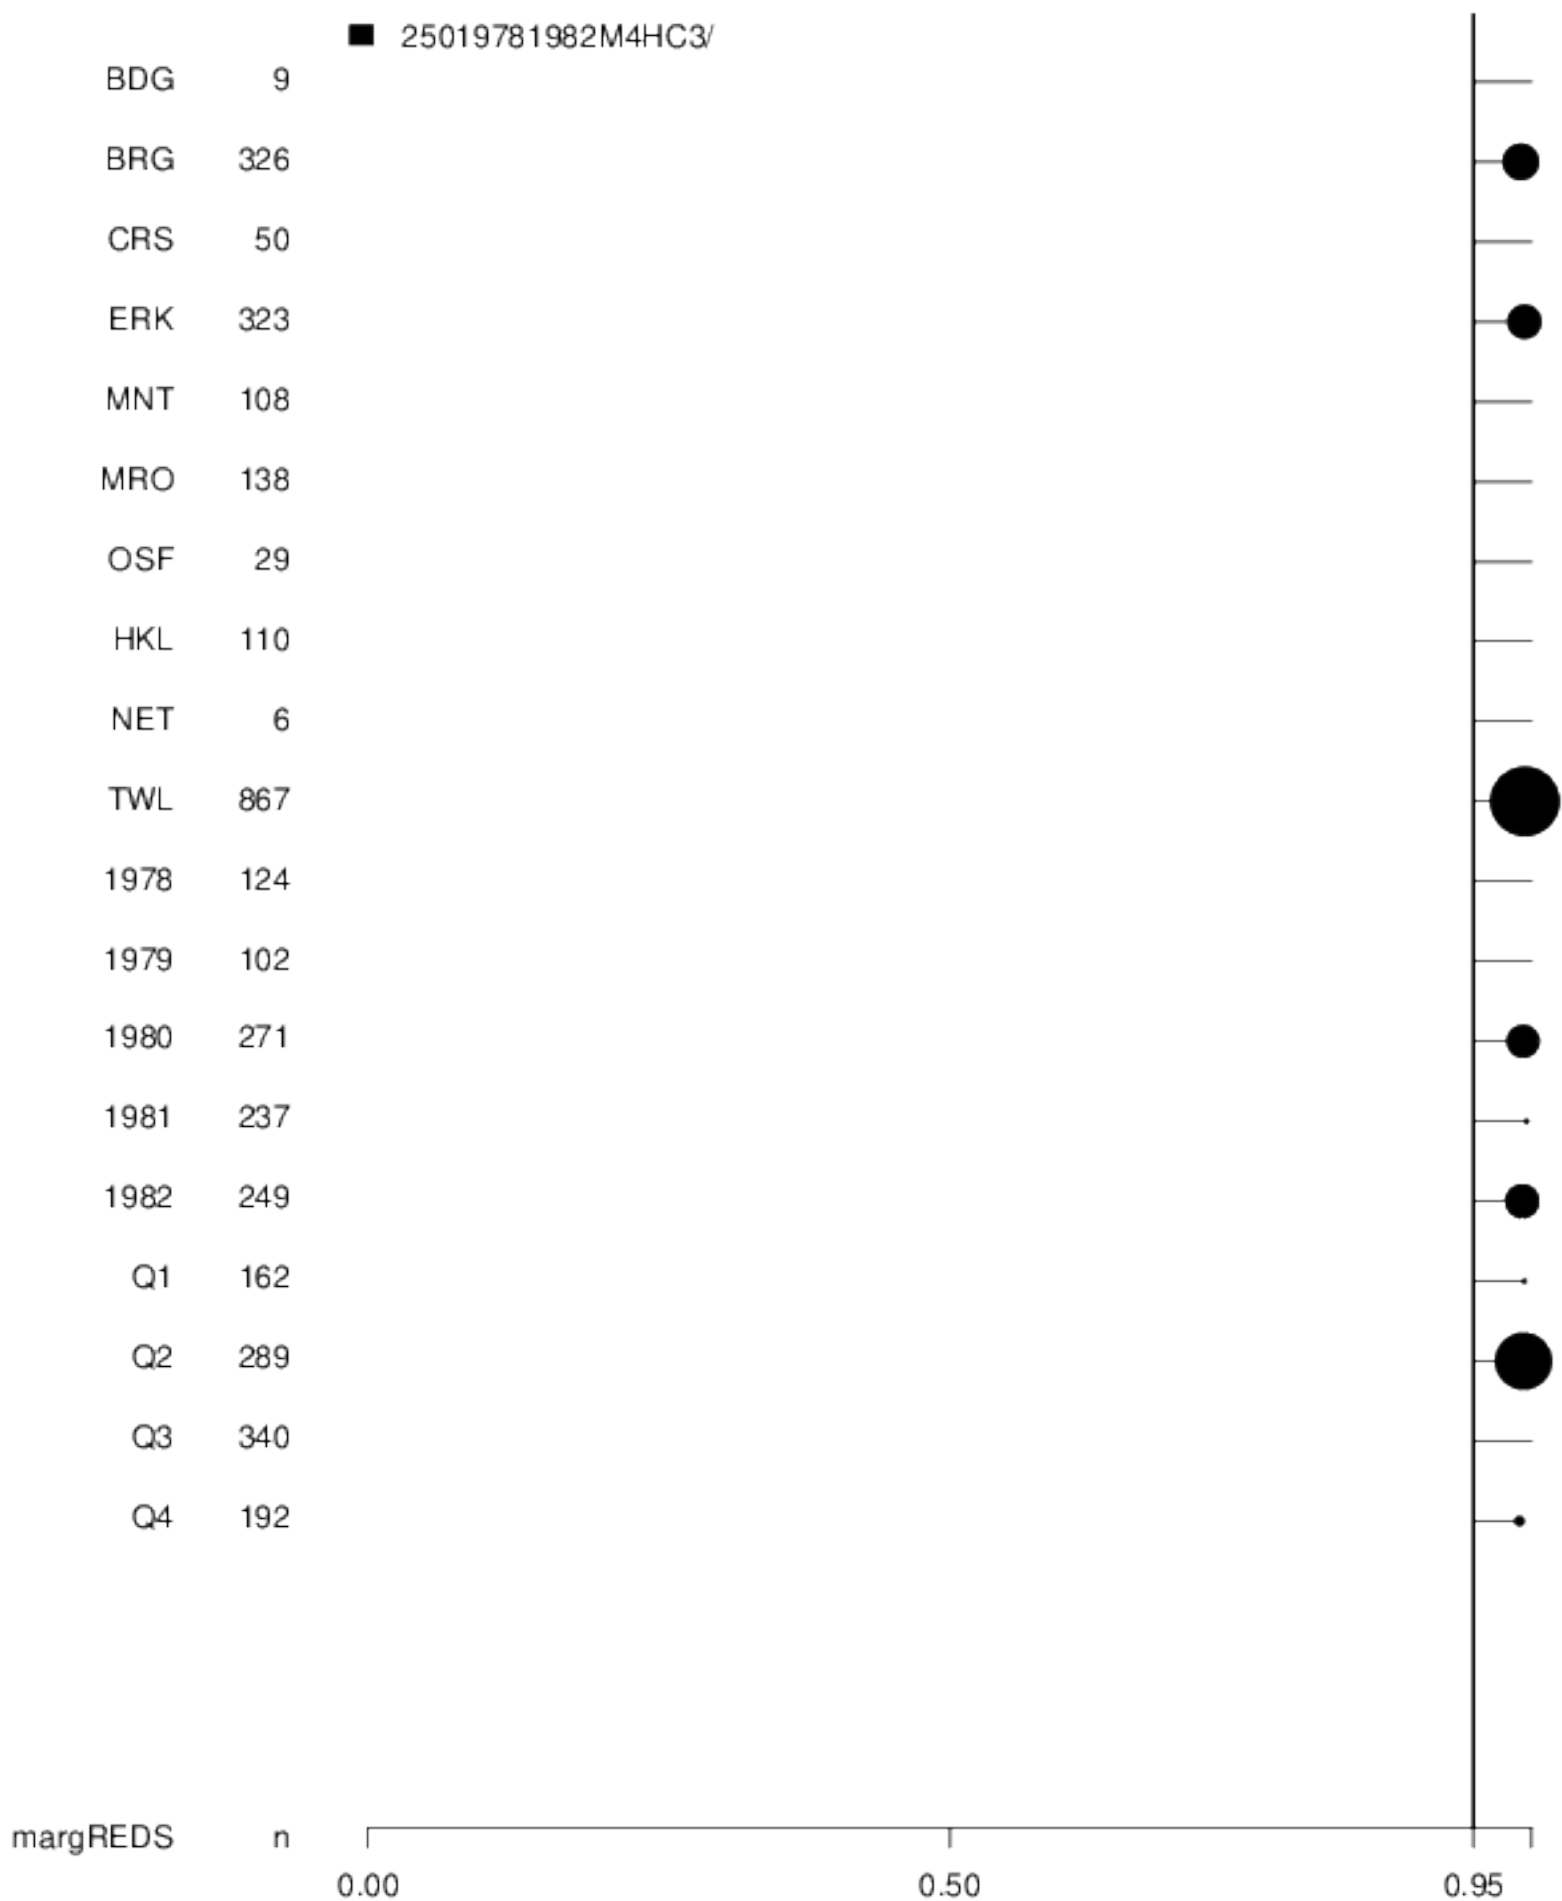 25019781982M4HC3/
BDG 9
BRG 326
CRS 50
ERK 323
MNT 108
MRO 138
OSF 29
HKL 110
NET 6
TWL 867
1978 124
1979 102
1980 271
1981 237
1982 249
Q1 162
Q2 289
Q3 340
Q4 192
margREDS n
0.00 0.50 0.95